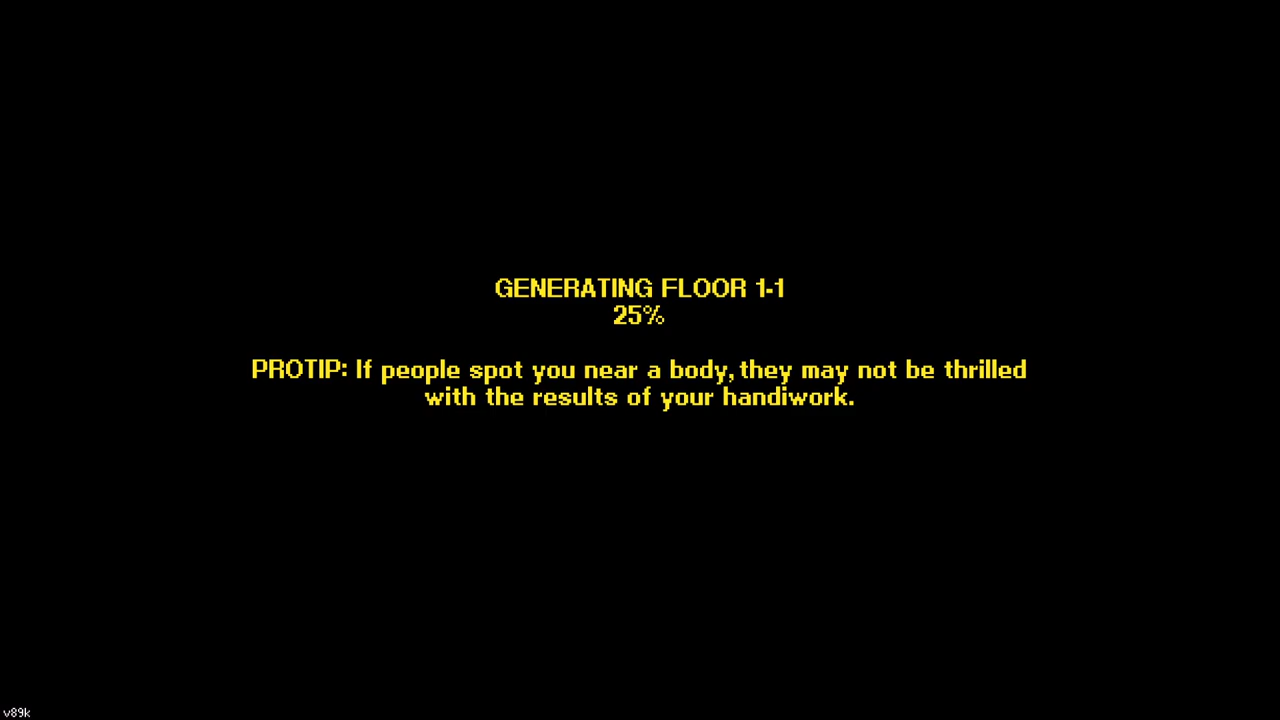 GENERATING FLOOR 1-1
25%
PROTIP: If people spot you near a body, they may not be thrilled
with the results of your handiwork.
v89k